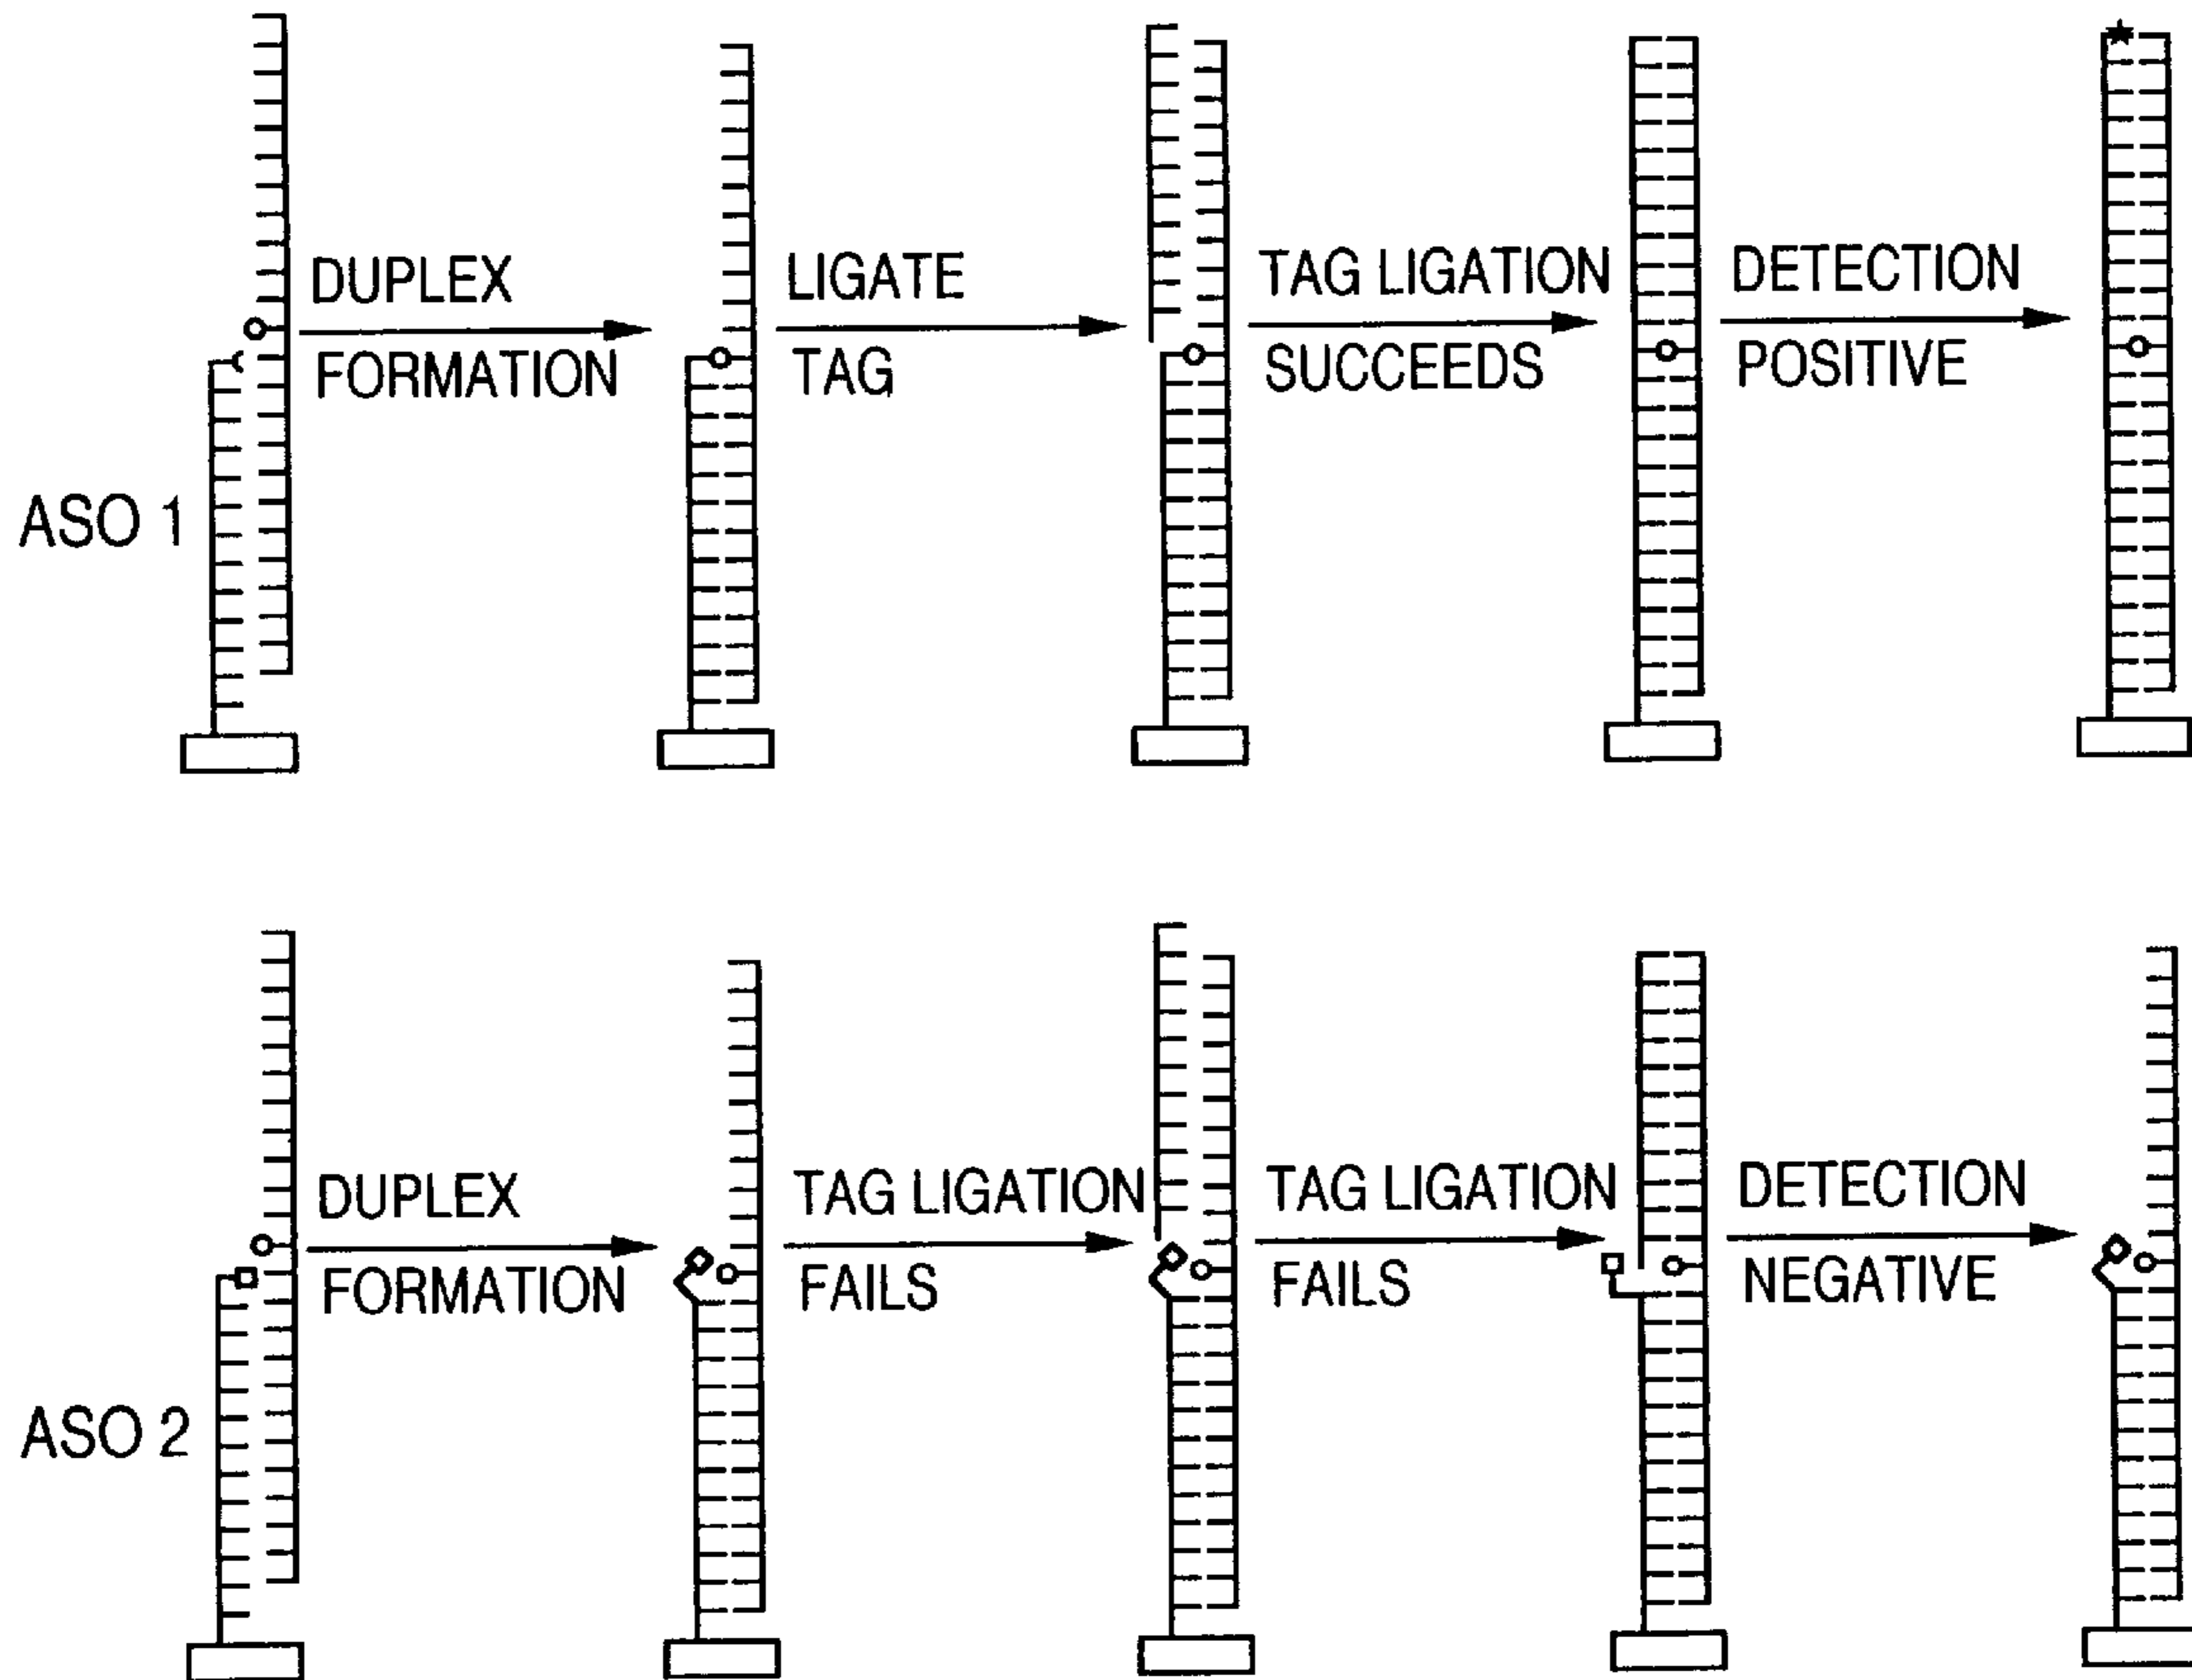 DUPLEX
FORMATION
LIGATE
TAG
TAG LIGATION
SUCCEEDS
DETECTION
POSITIVE
ASO 1
DUPLEX
FORMATION
TAG LIGATION
FAILS
TAG LIGATION
FAILS
DETECTION
NEGATIVE
ASO 2